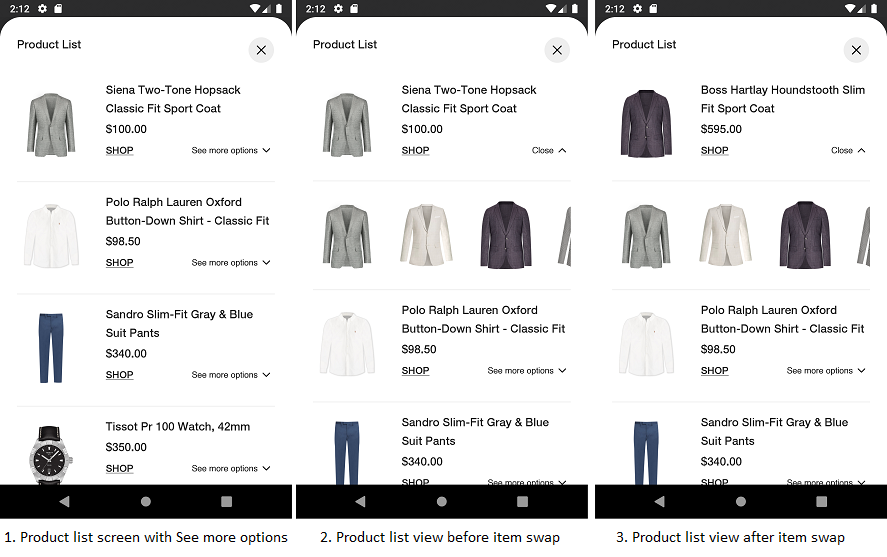 2:12
Product List
Siena Two-Tone Hopsack
Classic Fit Sport Coat
$100.00
SHOP See more options
Polo Ralph Lauren Oxford
Button-Down Shirt - Classic Fit
$98.50
SHOP See more options
Sandro Slim-Fit Gray & Blue
Suit Pants
$340.00
SHOP See more options
Tissot Pr 100 Watch, 42mm
$350.00
SHOP See more options
1. Product list screen with See more options
2:12
Product List
Siena Two-Tone Hopsack
Classic Fit Sport Coat
$100.00
SHOP Close
Polo Ralph Lauren Oxford
Button-Down Shirt - Classic Fit
$98.50
SHOP See more options
Sandro Slim-Fit Gray & Blue
Suit Pants
$340.00
SHOP See more options
2. Product list view before item swap
2:12
Product List
Boss Hartlay Houndstooth Slim
Fit Sport Coat
$595.00
SHOP Close
Polo Ralph Lauren Oxford
Button-Down Shirt - Classic Fit
$98.50
SHOP See more options
Sandro Slim-Fit Gray & Blue
Suit Pants
$340.00
SHOP See more options
3. Product list view after item swap